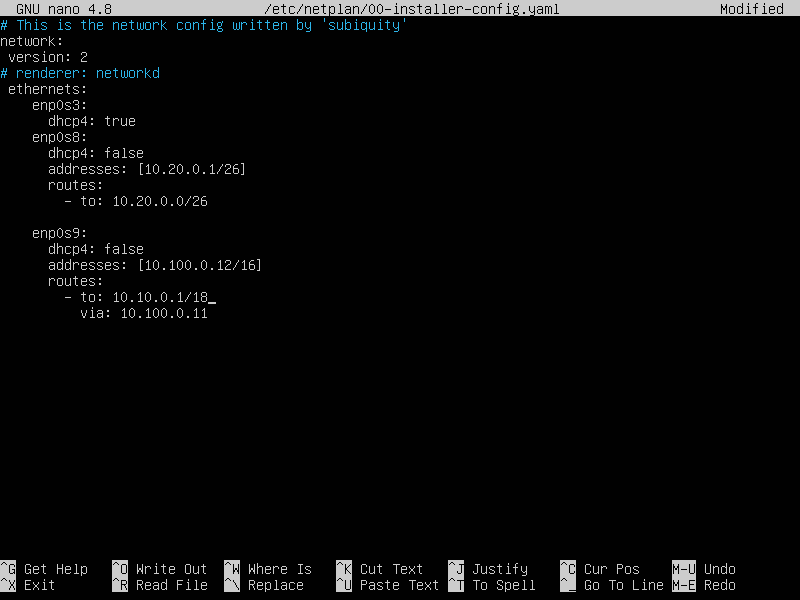 GNU nano 4.8 /etc/netplan/00-installer-config.yaml Modified
# This is the network config written by 'subiquity'
network:
 version: 2
# renderer: networkd
 ethernets:
    enp0s3:
      dhcp4: true
    enp0s8:
      dhcp4: false
      addresses: [10.20.0.1/26]
      routes:
        - to: 10.20.0.0/26
    enp0s9:
      dhcp4: false
      addresses: [10.100.0.12/16]
      routes:
        - to: 10.10.0.1/18_
          via: 10.100.0.11
^G Get Help ^O Write Out ^W Where Is ^K Cut Text ^J Justify ^C Cur Pos M-U Undo
^X Exit ^R Read File ^\ Replace ^U Paste Text ^T To Spell ^_ Go To Line M-E Redo